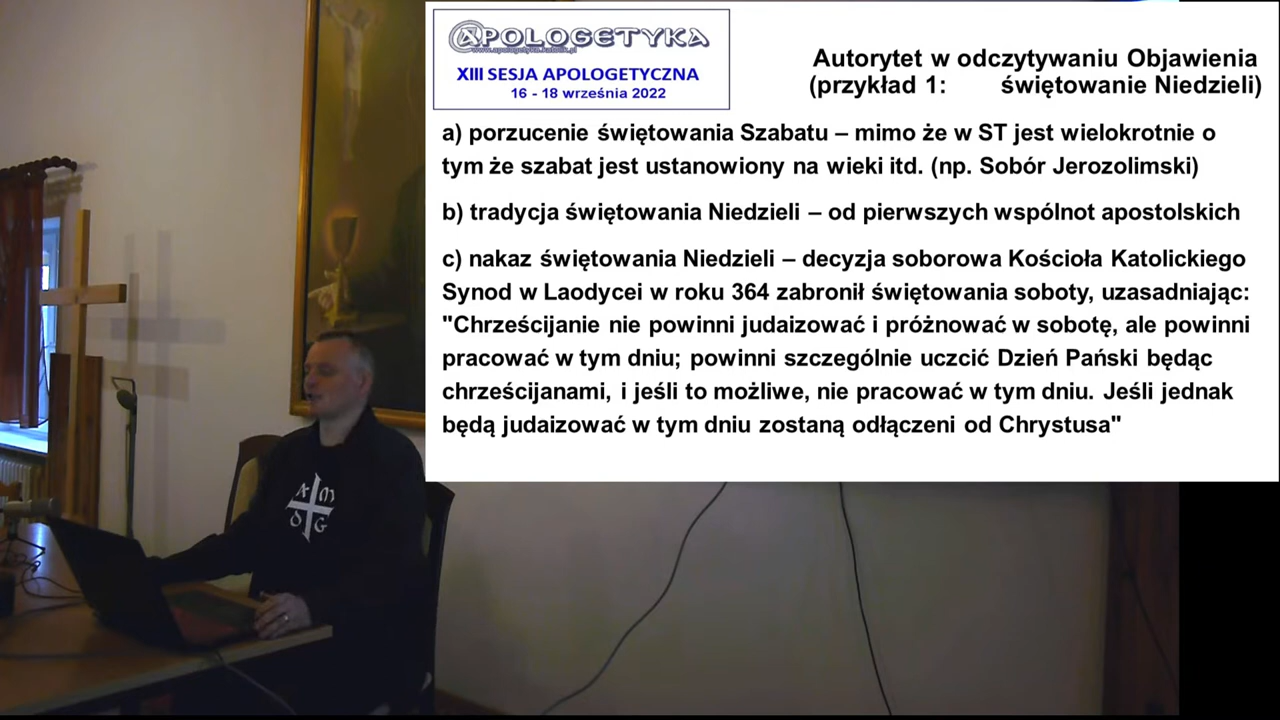 @POLOGETYKA
www.apologetyka.katolik.pl
XIII SESJA APOLOGETYCZNA
16 - 18 września 2022
Autorytet w odczytywaniu Objawienia
(przykład 1: świętowanie Niedzieli)
a) porzucenie świętowania Szabatu – mimo że w ST jest wielokrotnie o
tym że szabat jest ustanowiony na wieki itd. (np. Sobór Jerozolimski)
b) tradycja świętowania Niedzieli – od pierwszych wspólnot apostolskich
c) nakaz świętowania Niedzieli – decyzja soborowa Kościoła Katolickiego
Synod w Laodycei w roku 364 zabronił świętowania soboty, uzasadniając:
"Chrześcijanie nie powinni judaizować i próżnować w sobotę, ale powinni
pracować w tym dniu; powinni szczególnie uczcić Dzień Pański będąc
chrześcijanami, i jeśli to możliwe, nie pracować w tym dniu. Jeśli jednak
będą judaizować w tym dniu zostaną odłączeni od Chrystusa"
A M
D G